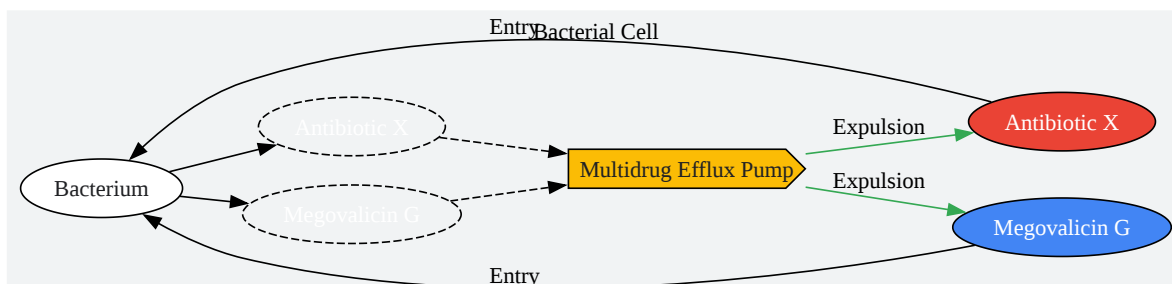 Entry
Bacterial Cell
Antibiotic X
Expulsion
Antibiotic X
Bacterium
Multidrug Efflux Pump
Expulsion
Megovalicin G
Megovalicin G
Entry